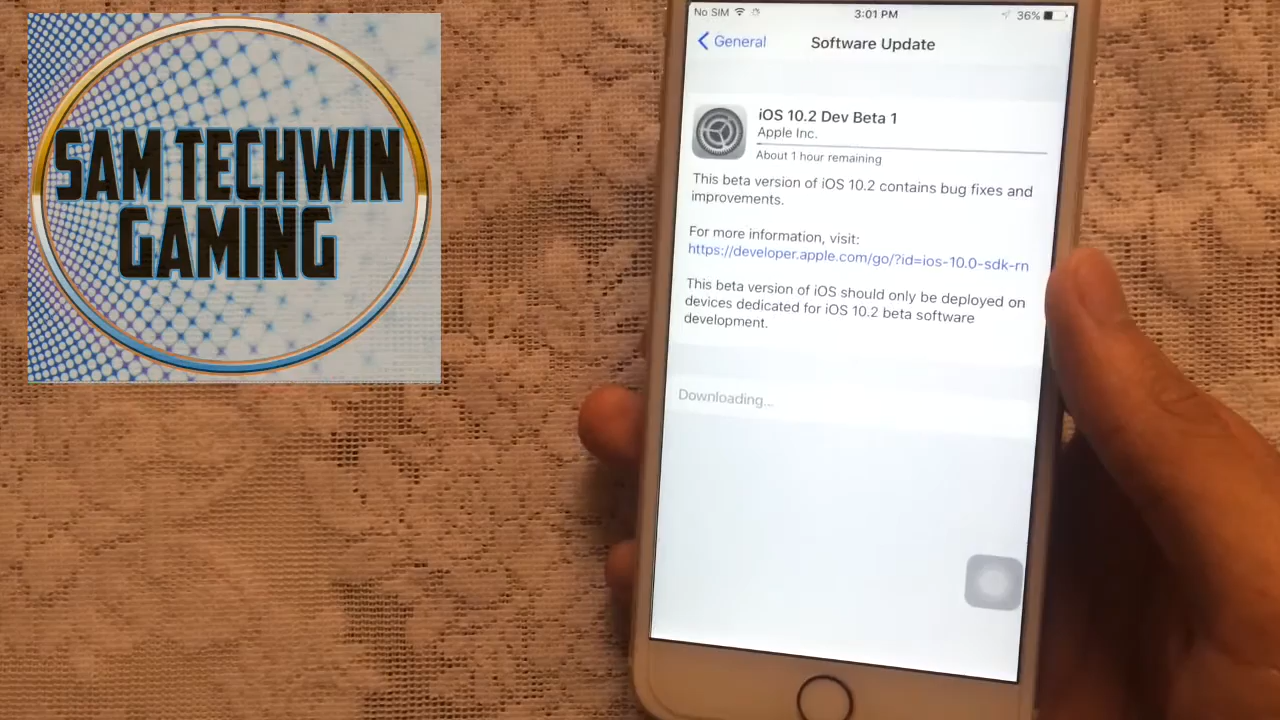 SAM TECHWIN
GAMING
No SIM
3:01 PM
36%
General
Software Update
iOS 10.2 Dev Beta 1
Apple Inc.
About 1 hour remaining
This beta version of iOS 10.2 contains bug fixes and
improvements.
For more information, visit:
https://developer.apple.com/go/?id=ios-10.0-sdk-rn
This beta version of iOS should only be deployed on
devices dedicated for iOS 10.2 beta software
development.
Downloading...